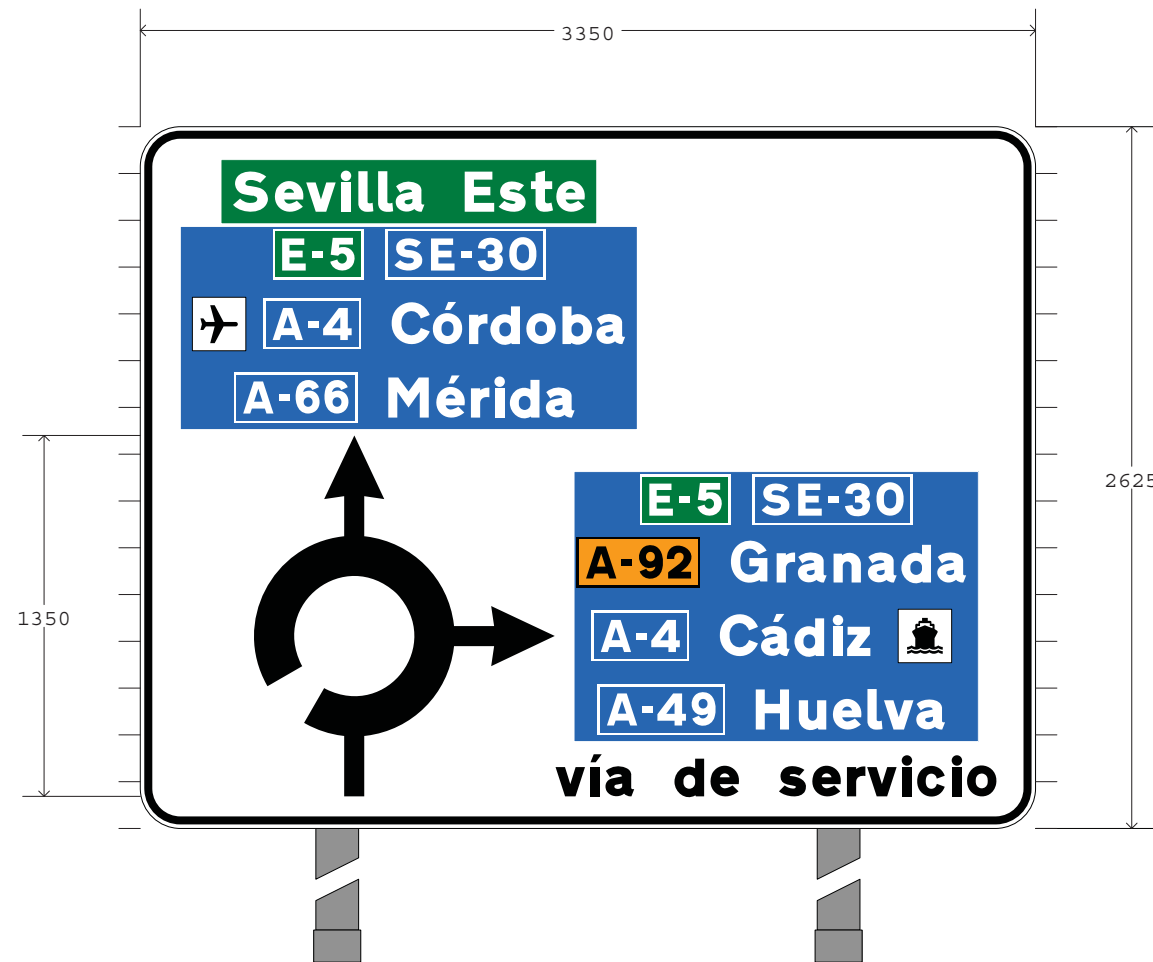 3350
Sevilla Este
E-5 SE-30
A-4 Córdoba
A-66 Mérida
1350
2625
E-5 SE-30
A-92 Granada
A-4 Cádiz
A-49 Huelva
vía de servicio